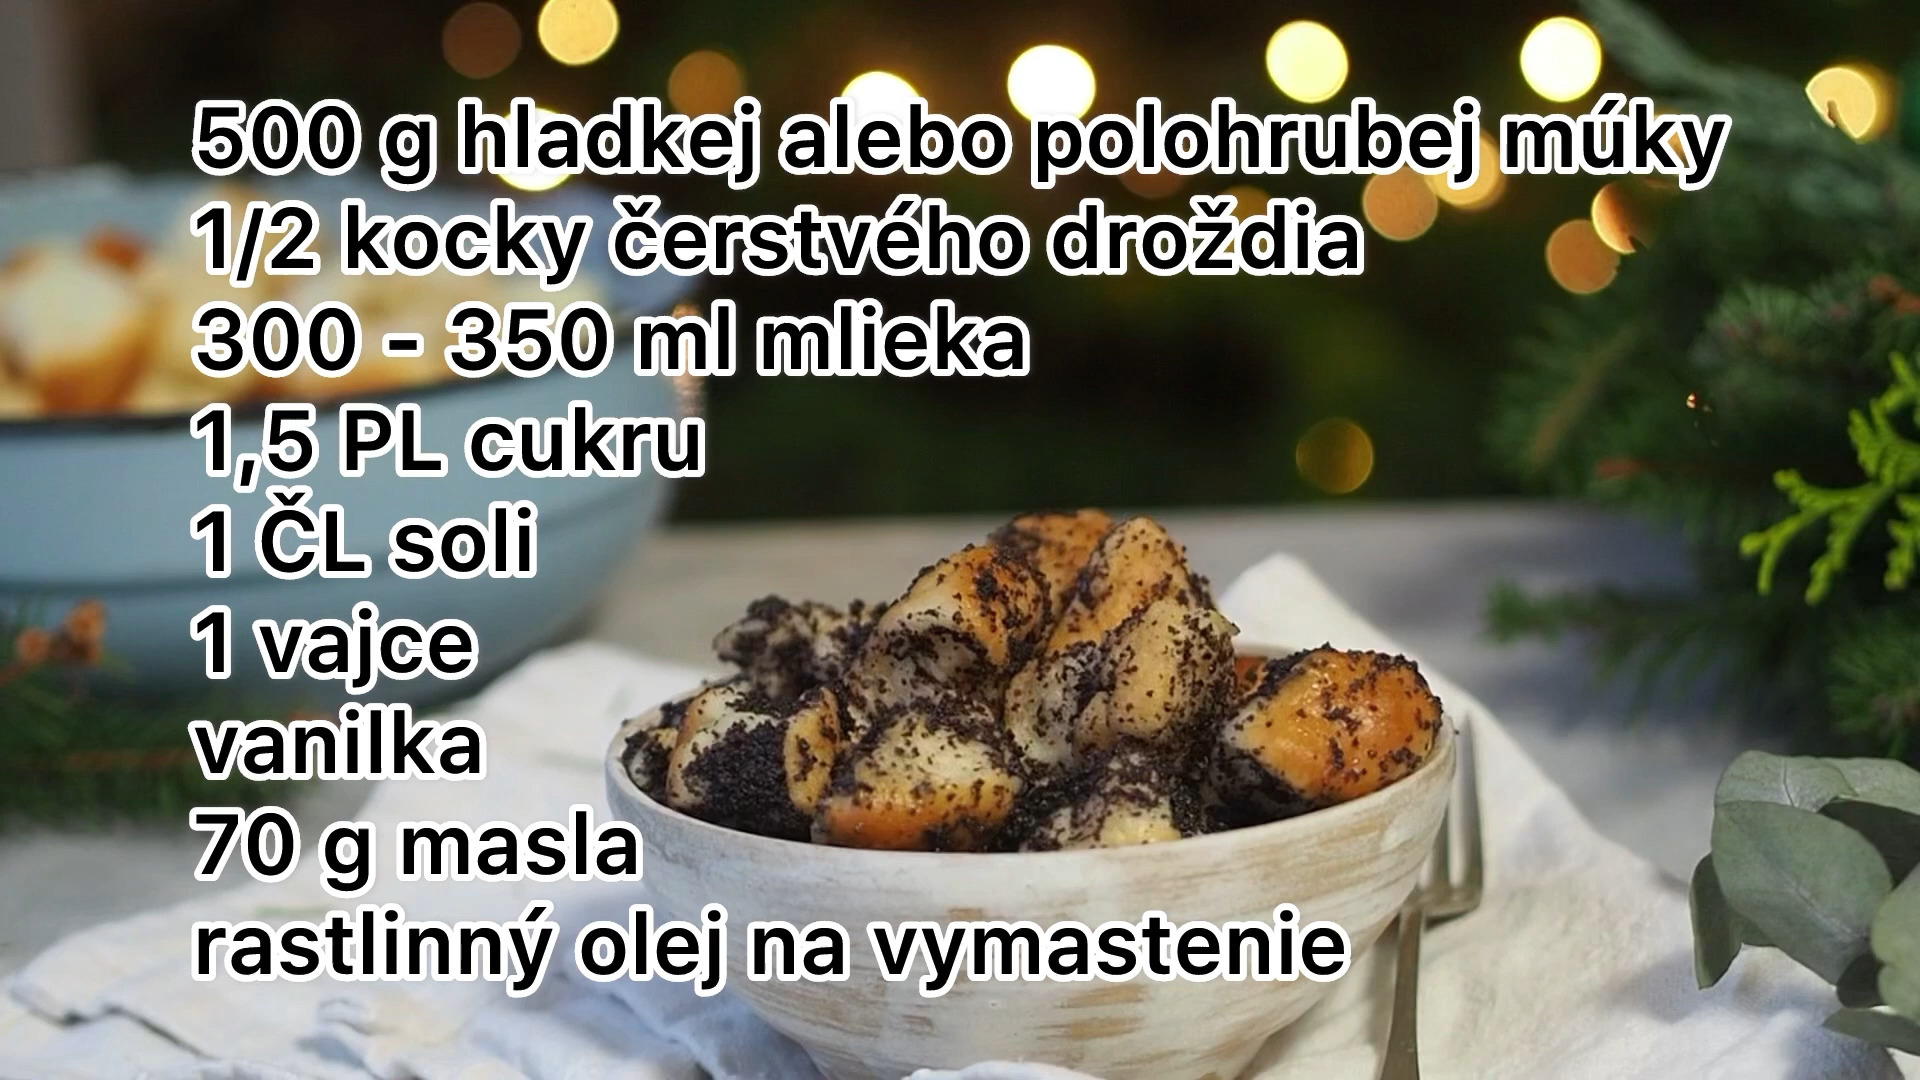 500 g hladkej alebo polohrubej múky
1/2 kocky čerstvého droždia
300 - 350 ml mlieka
1,5 PL cukru
1 ČL soli
1 vajce
vanilka
70 g masla
rastlinný olej na vymastenie